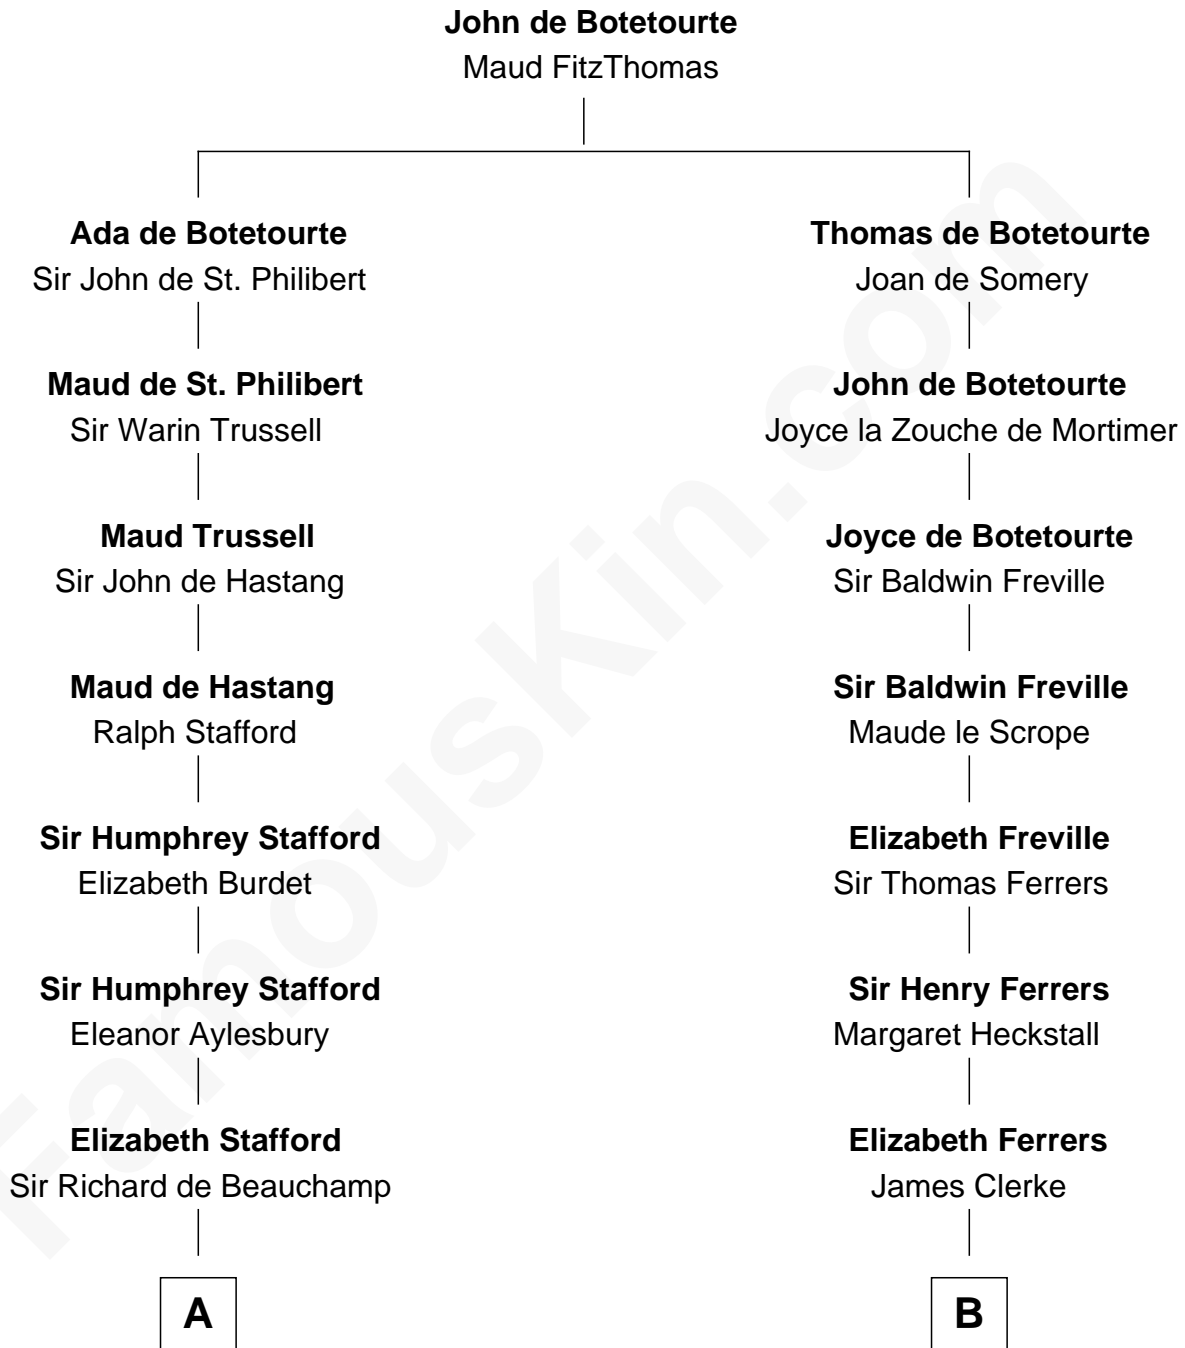 John de Botetourte
Maud FitzThomas
Ada de Botetourte
Sir John de St. Philibert
Thomas de Botetourte
Joan de Somery
Maud de St. Philibert
Sir Warin Trussell
John de Botetourte
Joyce la Zouche de Mortimer
Maud Trussell
Sir John de Hastang
Joyce de Botetourte
Sir Baldwin Freville
Maud de Hastang
Ralph Stafford
Sir Baldwin Freville
Maude le Scrope
Sir Humphrey Stafford
Elizabeth Burdet
Elizabeth Freville
Sir Thomas Ferrers
Sir Humphrey Stafford
Eleanor Aylesbury
Sir Henry Ferrers
Margaret Heckstall
Elizabeth Stafford
Sir Richard de Beauchamp
Elizabeth Ferrers
James Clerke
A
B
FamousKin.com